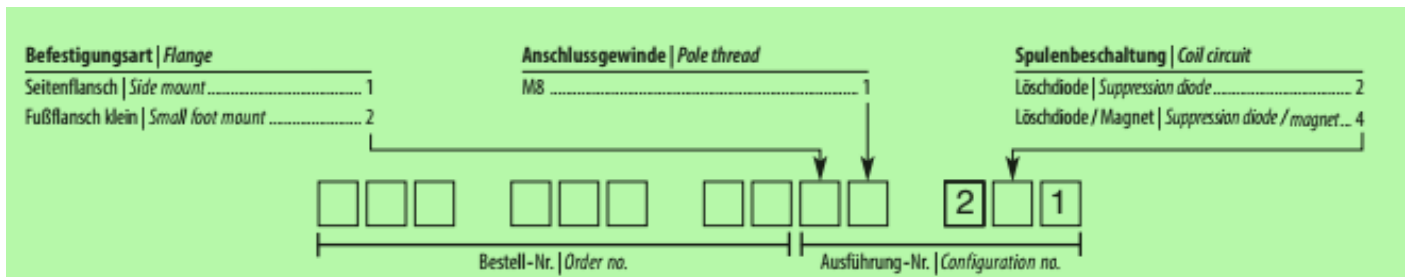 Befestigungsart | Flange
Seitenflansch | Side mount 1
Fußflansch klein | Small foot mount 2
Anschlussgewinde | Pole thread
M8 1
Spulenbeschaltung | Coil circuit
Löschdiode | Suppression diode 2
Löschdiode / Magnet | Suppression diode / magnet 4
2 1
Bestell-Nr. | Order no.
Ausführung-Nr. | Configuration no.